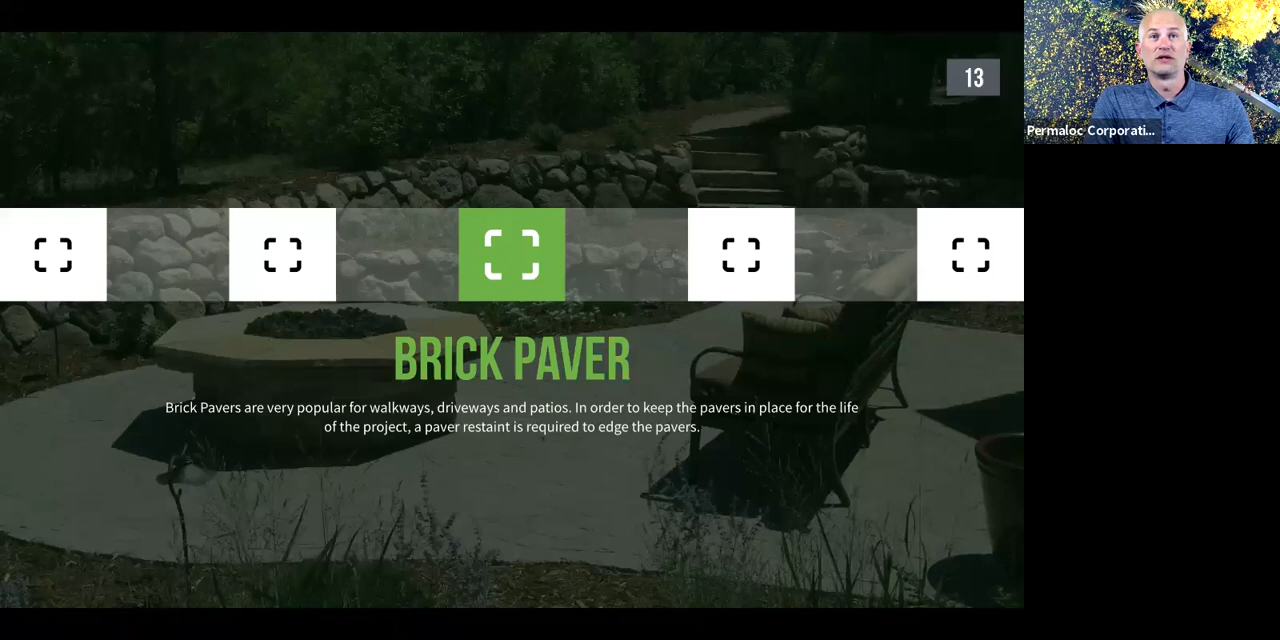 13
Permaloc Corporati...
BRICK PAVER
Brick Pavers are very popular for walkways, driveways and patios. In order to keep the pavers in place for the life
of the project, a paver restaint is required to edge the pavers.